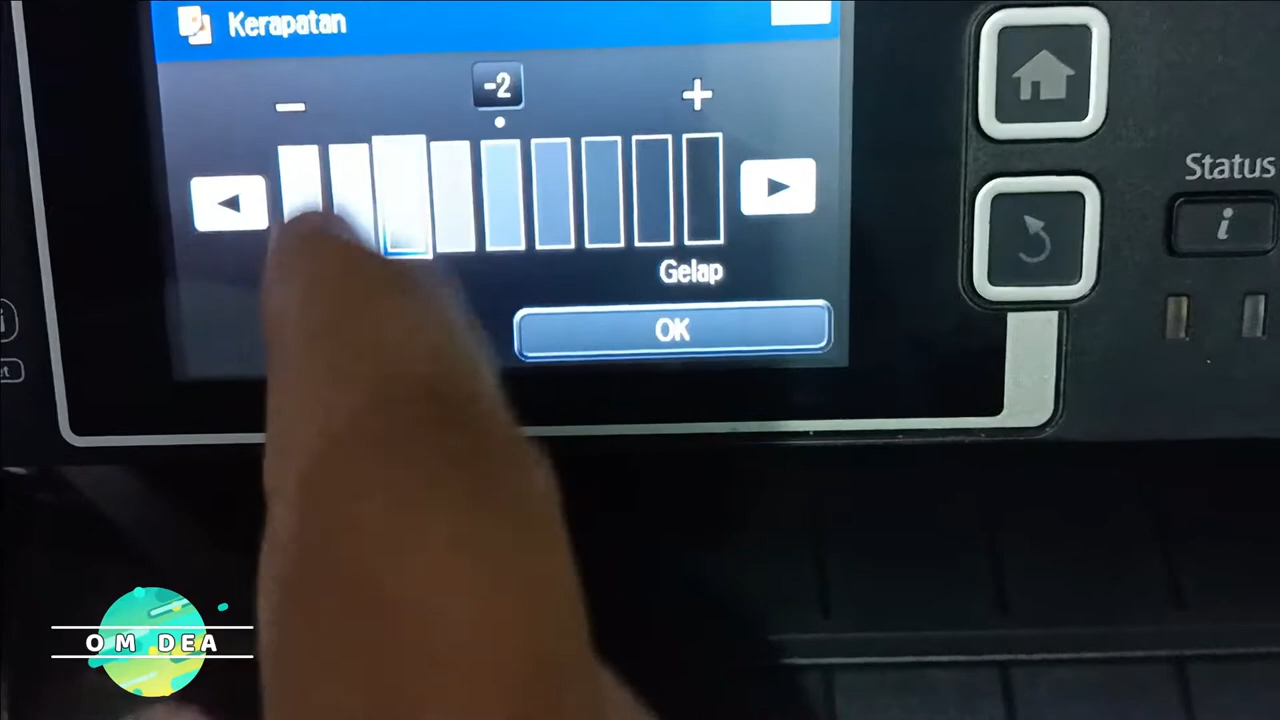 Kerapatan
-2
− +
Gelap
OK
Status
i
OM DEA